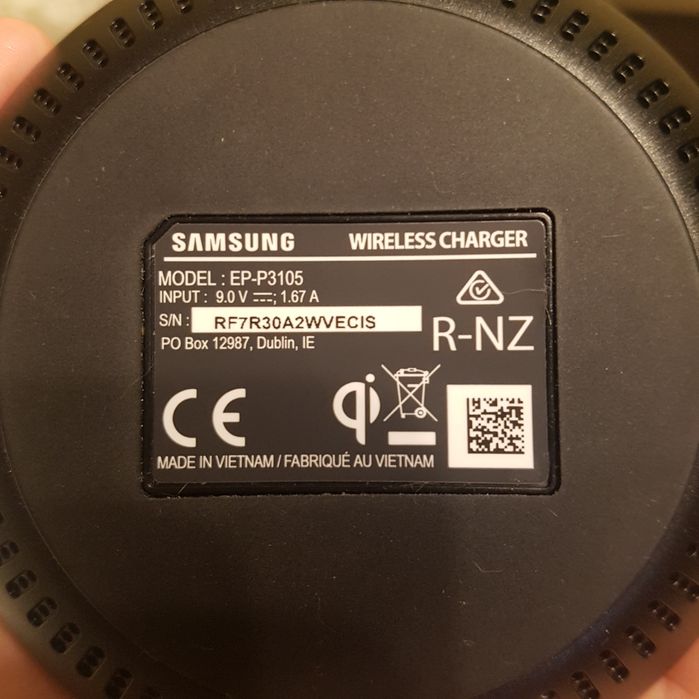 SAMSUNG WIRELESS CHARGER
MODEL : EP-P3105
INPUT : 9.0 V ⎓; 1.67 A
S/N : RF7R30A2WVECIS
PO Box 12987, Dublin, IE
R-NZ
CE
qi
MADE IN VIETNAM / FABRIQUÉ AU VIETNAM